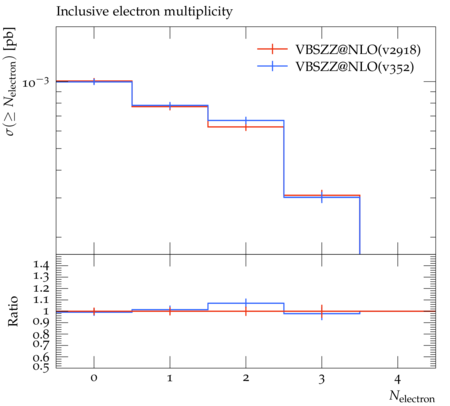 Inclusive electron multiplicity
σ(≥ N_electron) [pb]
VBSZZ@NLO(v2918)
VBSZZ@NLO(v352)
10⁻³
Ratio
1.4
1.3
1.2
1.1
1
0.9
0.8
0.7
0.6
0.5
0 1 2 3 4
N_electron